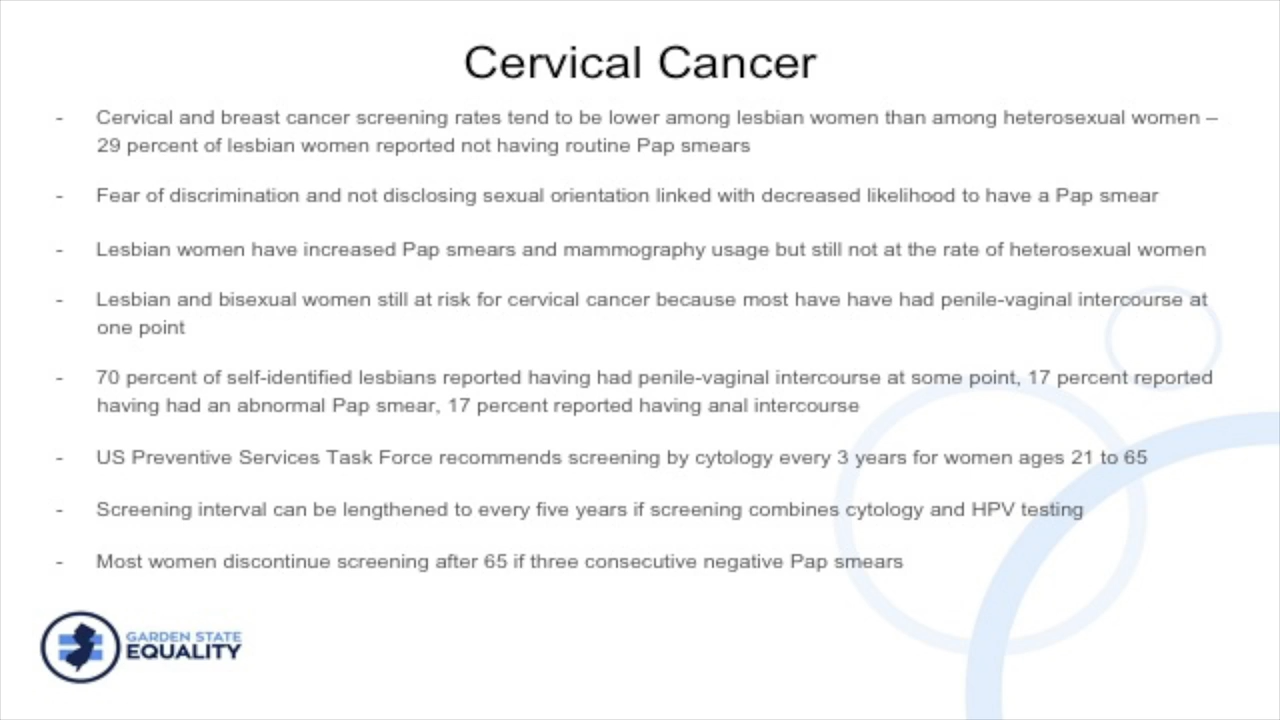 Cervical Cancer
- Cervical and breast cancer screening rates tend to be lower among lesbian women than among heterosexual women –
29 percent of lesbian women reported not having routine Pap smears
- Fear of discrimination and not disclosing sexual orientation linked with decreased likelihood to have a Pap smear
- Lesbian women have increased Pap smears and mammography usage but still not at the rate of heterosexual women
- Lesbian and bisexual women still at risk for cervical cancer because most have have had penile-vaginal intercourse at
one point
- 70 percent of self-identified lesbians reported having had penile-vaginal intercourse at some point, 17 percent reported
having had an abnormal Pap smear, 17 percent reported having anal intercourse
- US Preventive Services Task Force recommends screening by cytology every 3 years for women ages 21 to 65
- Screening interval can be lengthened to every five years if screening combines cytology and HPV testing
- Most women discontinue screening after 65 if three consecutive negative Pap smears
GARDEN STATE
EQUALITY